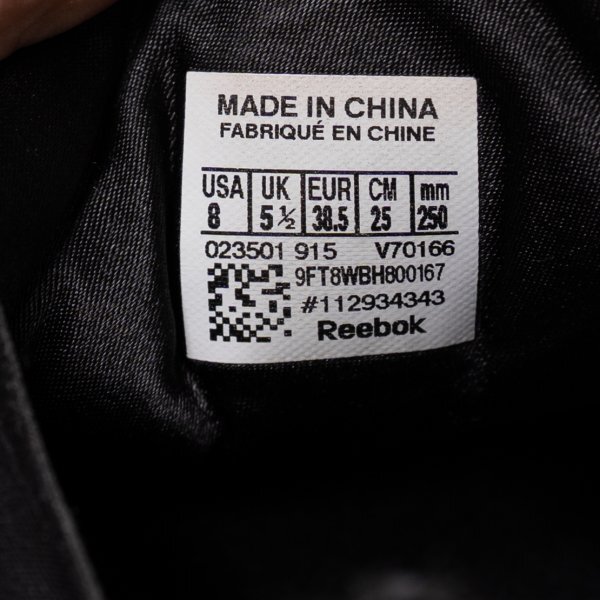 MADE IN CHINA
FABRIQUÉ EN CHINE
USA UK EUR CM mm
8 5 ½ 38.5 25 250
023501 915 V70166
9FT8WBH800167
#112934343
Reebok